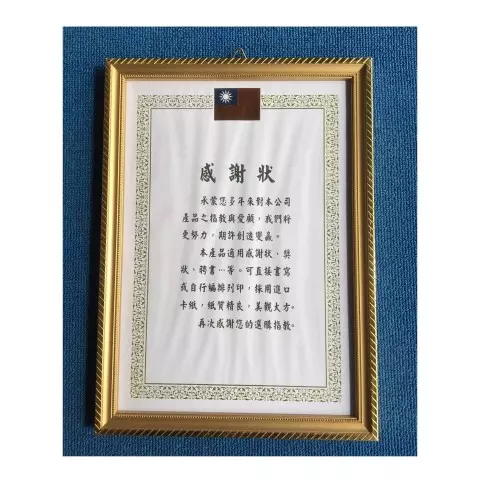 感謝狀
承蒙您多年來對本公司
產品之指教與愛顧，我們將
更努力，期許創造雙贏。
本產品適用感謝狀、獎
狀、聘書…等。可直接書寫
或自行編排列印，採用進口
卡紙，紙質精良，美觀大方。
再次感謝您的選購指教。